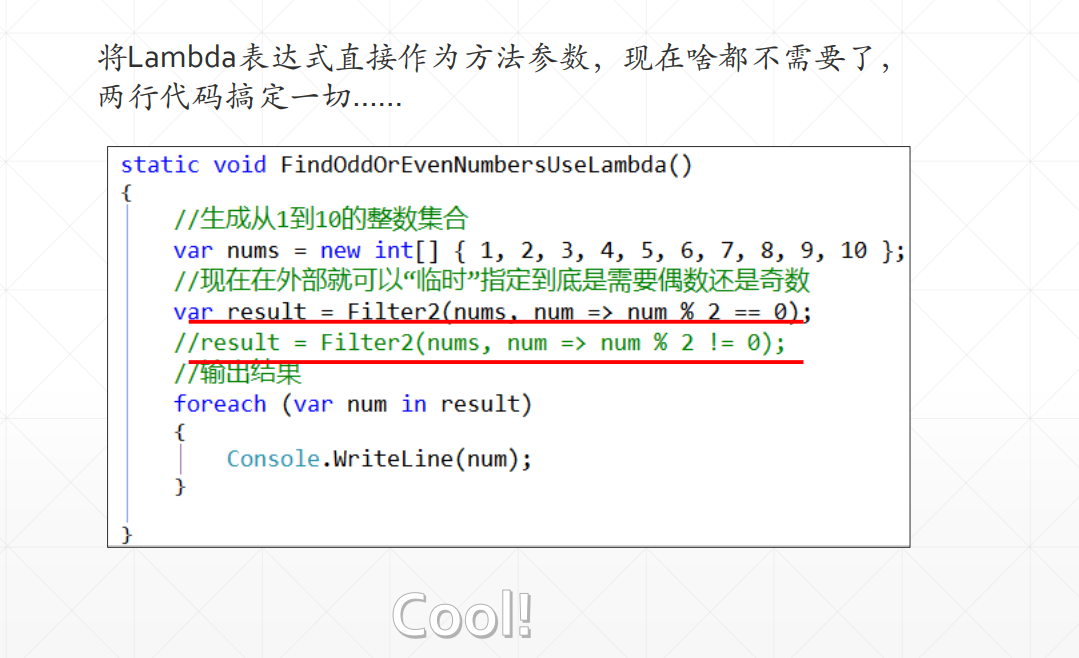 将Lambda表达式直接作为方法参数，现在啥都不需要了，
两行代码搞定一切……
static void FindOddOrEvenNumbersUseLambda()
{
//生成从1到10的整数集合
var nums = new int[] { 1, 2, 3, 4, 5, 6, 7, 8, 9, 10 };
//现在在外部就可以“临时”指定到底是需要偶数还是奇数
var result = Filter2(nums, num => num % 2 == 0);
//result = Filter2(nums, num => num % 2 != 0);
//输出结果
foreach (var num in result)
{
Console.WriteLine(num);
}
}
Cool!